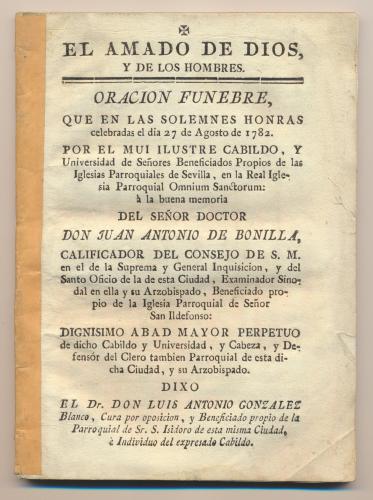 EL AMADO DE DIOS,
Y DE LOS HOMBRES.
ORACION FUNEBRE,
QUE EN LAS SOLEMNES HONRAS
celebradas el dia 27 de Agosto de 1782.
POR EL MUI ILUSTRE CABILDO, Y
Universidad de Señores Beneficiados Propios de las
Iglesias Parroquiales de Sevilla, en la Real Igle-
sia Parroquial Omnium Sanctorum:
à la buena memoria
DEL SEÑOR DOCTOR
DON JUAN ANTONIO DE BONILLA,
CALIFICADOR DEL CONSEJO DE S. M.
en el de la Suprema y General Inquisicion, y del
Santo Oficio de la de esta Ciudad, Examinador Sino-
dal en ella y su Arzobispado, Beneficiado pro-
pio de la Iglesia Parroquial de Señor
San Ildefonso:
DIGNISIMO ABAD MAYOR PERPETUO
de dicho Cabildo y Universidad, y Cabeza, y De-
fensór del Clero tambien Parroquial de esta di-
cha Ciudad, y su Arzobispado.
DIXO
EL Dr. DON LUIS ANTONIO GONZALEZ
Blanco, Cura por oposicion, y Beneficiado propio de la
Parroquial de Sr. S. Isidoro de esta misma Ciudad,
è Individuo del expresado Cabildo.